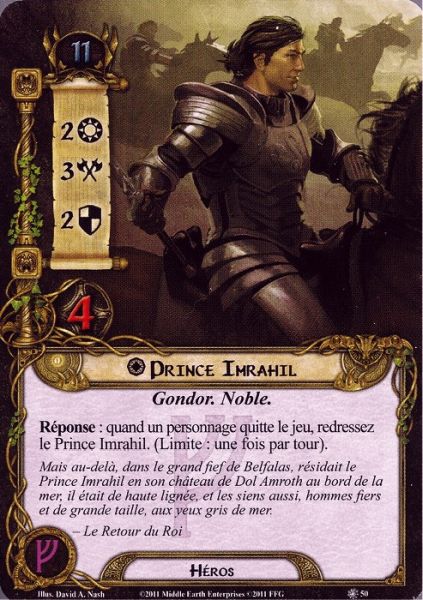 11
2
3
2
4
Prince Imrahil
Gondor. Noble.
Réponse : quand un personnage quitte le jeu, redressez
le Prince Imrahil. (Limite : une fois par tour).
Mais au-delà, dans le grand fief de Belfalas, résidait le
Prince Imrahil en son château de Dol Amroth au bord de la
mer, il était de haute lignée, et les siens aussi, hommes fiers
et de grande taille, aux yeux gris de mer.
– Le Retour du Roi
Héros
Illus. David A. Nash ©2011 Middle Earth Enterprises ©2011 FFG 50